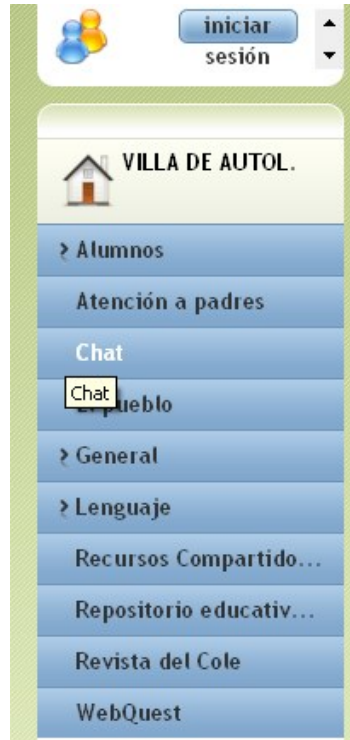 iniciar
sesión
VILLA DE AUTOL.
Alumnos
Atención a padres
Chat
Chat
pueblo
General
Lenguaje
Recursos Compartido...
Repositorio educativ...
Revista del Cole
WebQuest